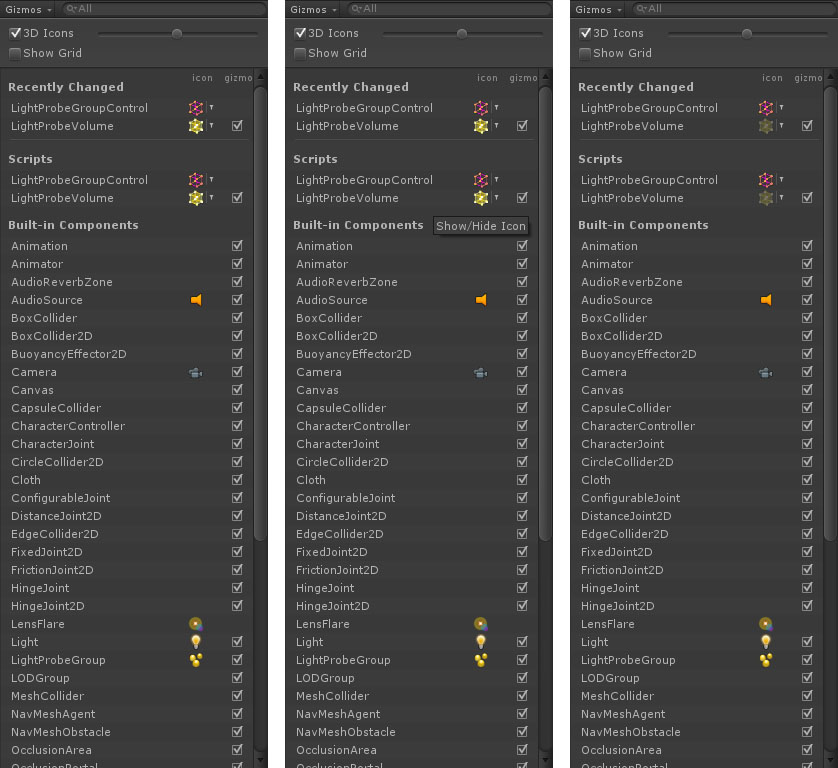 Gizmos All
3D Icons
Show Grid
icon gizmo
Recently Changed
LightProbeGroupControl
LightProbeVolume
Scripts
LightProbeGroupControl
LightProbeVolume
Built-in Components
Animation
Animator
AudioReverbZone
AudioSource
BoxCollider
BoxCollider2D
BuoyancyEffector2D
Camera
Canvas
CapsuleCollider
CharacterController
CharacterJoint
CircleCollider2D
Cloth
ConfigurableJoint
DistanceJoint2D
EdgeCollider2D
FixedJoint2D
FrictionJoint2D
HingeJoint
HingeJoint2D
LensFlare
Light
LightProbeGroup
LODGroup
MeshCollider
NavMeshAgent
NavMeshObstacle
OcclusionArea
OcclusionPortal
Gizmos All
3D Icons
Show Grid
icon gizmo
Recently Changed
LightProbeGroupControl
LightProbeVolume
Scripts
LightProbeGroupControl
LightProbeVolume
Built-in Components
Show/Hide Icon
Animation
Animator
AudioReverbZone
AudioSource
BoxCollider
BoxCollider2D
BuoyancyEffector2D
Camera
Canvas
CapsuleCollider
CharacterController
CharacterJoint
CircleCollider2D
Cloth
ConfigurableJoint
DistanceJoint2D
EdgeCollider2D
FixedJoint2D
FrictionJoint2D
HingeJoint
HingeJoint2D
LensFlare
Light
LightProbeGroup
LODGroup
MeshCollider
NavMeshAgent
NavMeshObstacle
OcclusionArea
OcclusionPortal
Gizmos All
3D Icons
Show Grid
icon gizmo
Recently Changed
LightProbeGroupControl
LightProbeVolume
Scripts
LightProbeGroupControl
LightProbeVolume
Built-in Components
Animation
Animator
AudioReverbZone
AudioSource
BoxCollider
BoxCollider2D
BuoyancyEffector2D
Camera
Canvas
CapsuleCollider
CharacterController
CharacterJoint
CircleCollider2D
Cloth
ConfigurableJoint
DistanceJoint2D
EdgeCollider2D
FixedJoint2D
FrictionJoint2D
HingeJoint
HingeJoint2D
LensFlare
Light
LightProbeGroup
LODGroup
MeshCollider
NavMeshAgent
NavMeshObstacle
OcclusionArea
OcclusionPortal